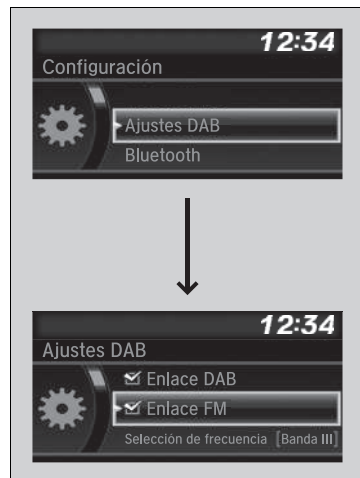 12:34
Configuración
Ajustes DAB
Bluetooth
12:34
Ajustes DAB
Enlace DAB
Enlace FM
Selección de frecuencia [Banda III]